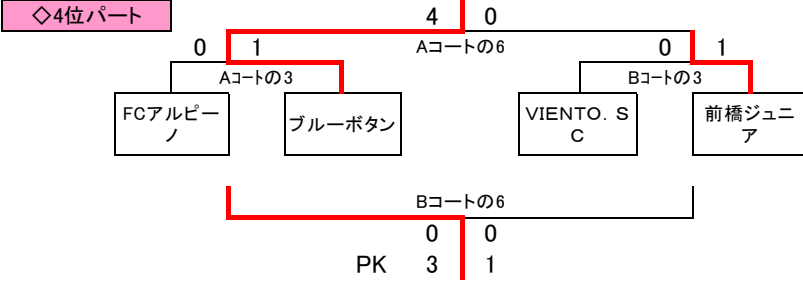 ◇4位パート
4 0
Aコートの6
0 1
0 1
Aコートの3
Bコートの3
FCアルピー
ノ
ブルーボタン
VIENTO．S
C
前橋ジュニ
ア
Bコートの6
0 0
PK 3 1